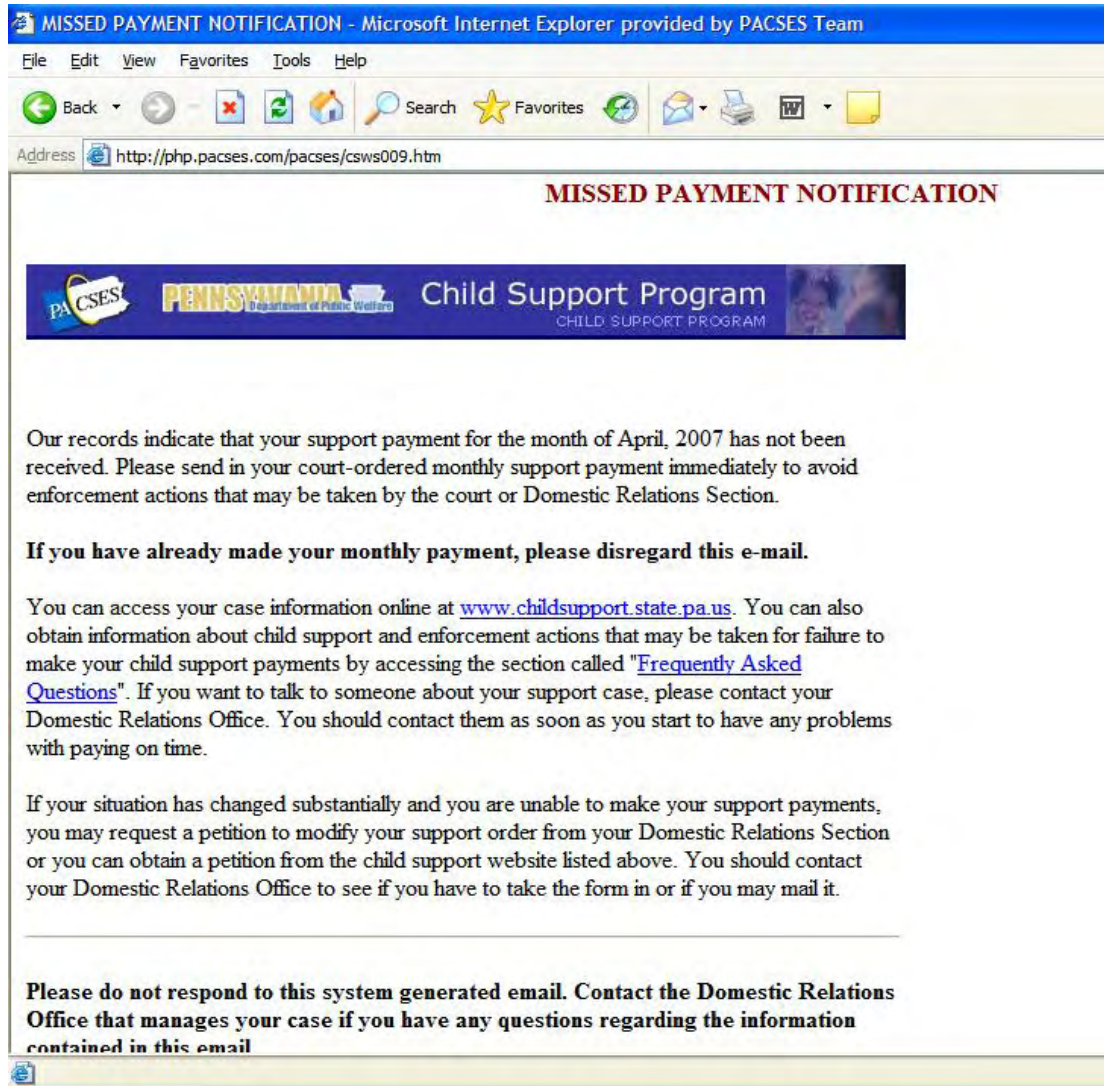 MISSED PAYMENT NOTIFICATION - Microsoft Internet Explorer provided by PACSES Team
File Edit View Favorites Tools Help
Back Search Favorites
Address http://php.pacses.com/pacses/csws009.htm
MISSED PAYMENT NOTIFICATION
PA CSES PENNSYLVANIA Department of Public Welfare Child Support Program
CHILD SUPPORT PROGRAM
Our records indicate that your support payment for the month of April, 2007 has not been
received. Please send in your court-ordered monthly support payment immediately to avoid
enforcement actions that may be taken by the court or Domestic Relations Section.
If you have already made your monthly payment, please disregard this e-mail.
You can access your case information online at www.childsupport.state.pa.us. You can also
obtain information about child support and enforcement actions that may be taken for failure to
make your child support payments by accessing the section called "Frequently Asked
Questions". If you want to talk to someone about your support case, please contact your
Domestic Relations Office. You should contact them as soon as you start to have any problems
with paying on time.
If your situation has changed substantially and you are unable to make your support payments,
you may request a petition to modify your support order from your Domestic Relations Section
or you can obtain a petition from the child support website listed above. You should contact
your Domestic Relations Office to see if you have to take the form in or if you may mail it.
Please do not respond to this system generated email. Contact the Domestic Relations
Office that manages your case if you have any questions regarding the information
contained in this email